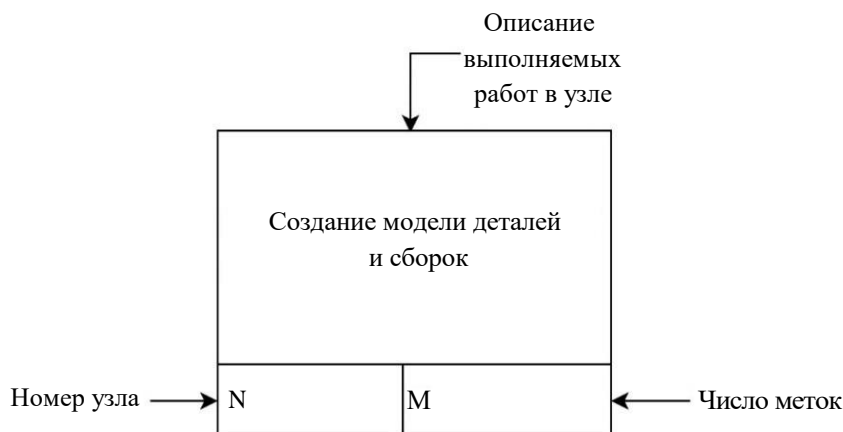 Описание
выполняемых
работ в узле
Создание модели деталей
и сборок
Номер узла
N
M
Число меток